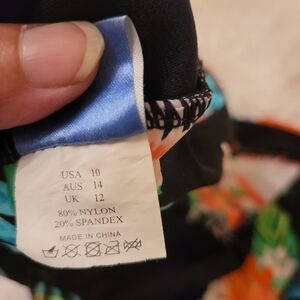 USA 10
AUS 14
UK 12
80% NYLON
20% SPANDEX
MADE IN CHINA